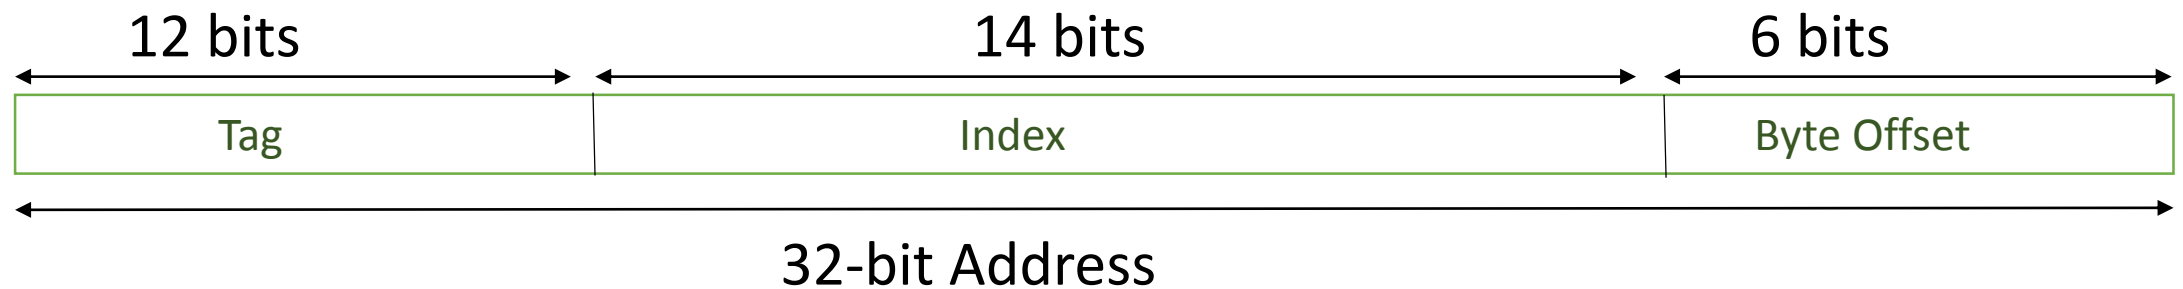 12 bits 14 bits 6 bits
Tag Index Byte Offset
32-bit Address